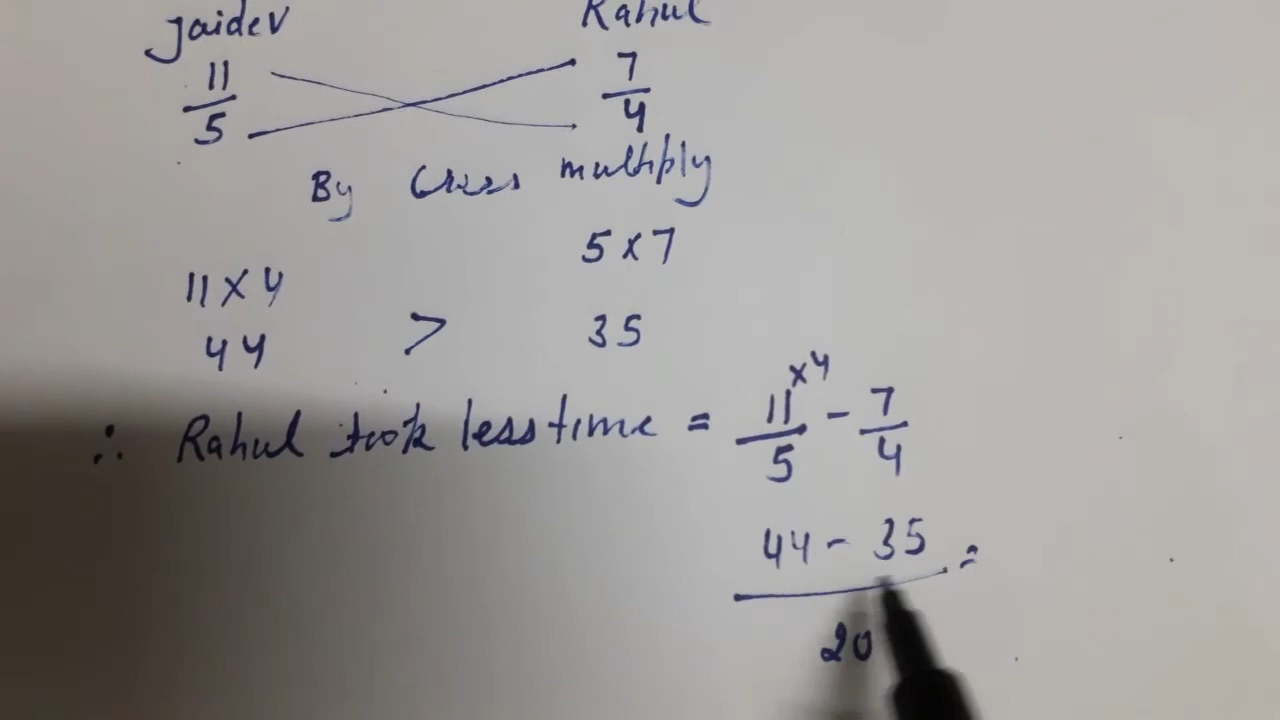 Jaidev Rahul
11/5 7/4
By Cross multiply
5 x 7
11 x 4
44 > 35
x4
∴ Rahul took less time = 11/5 - 7/4
44 - 35 =
20